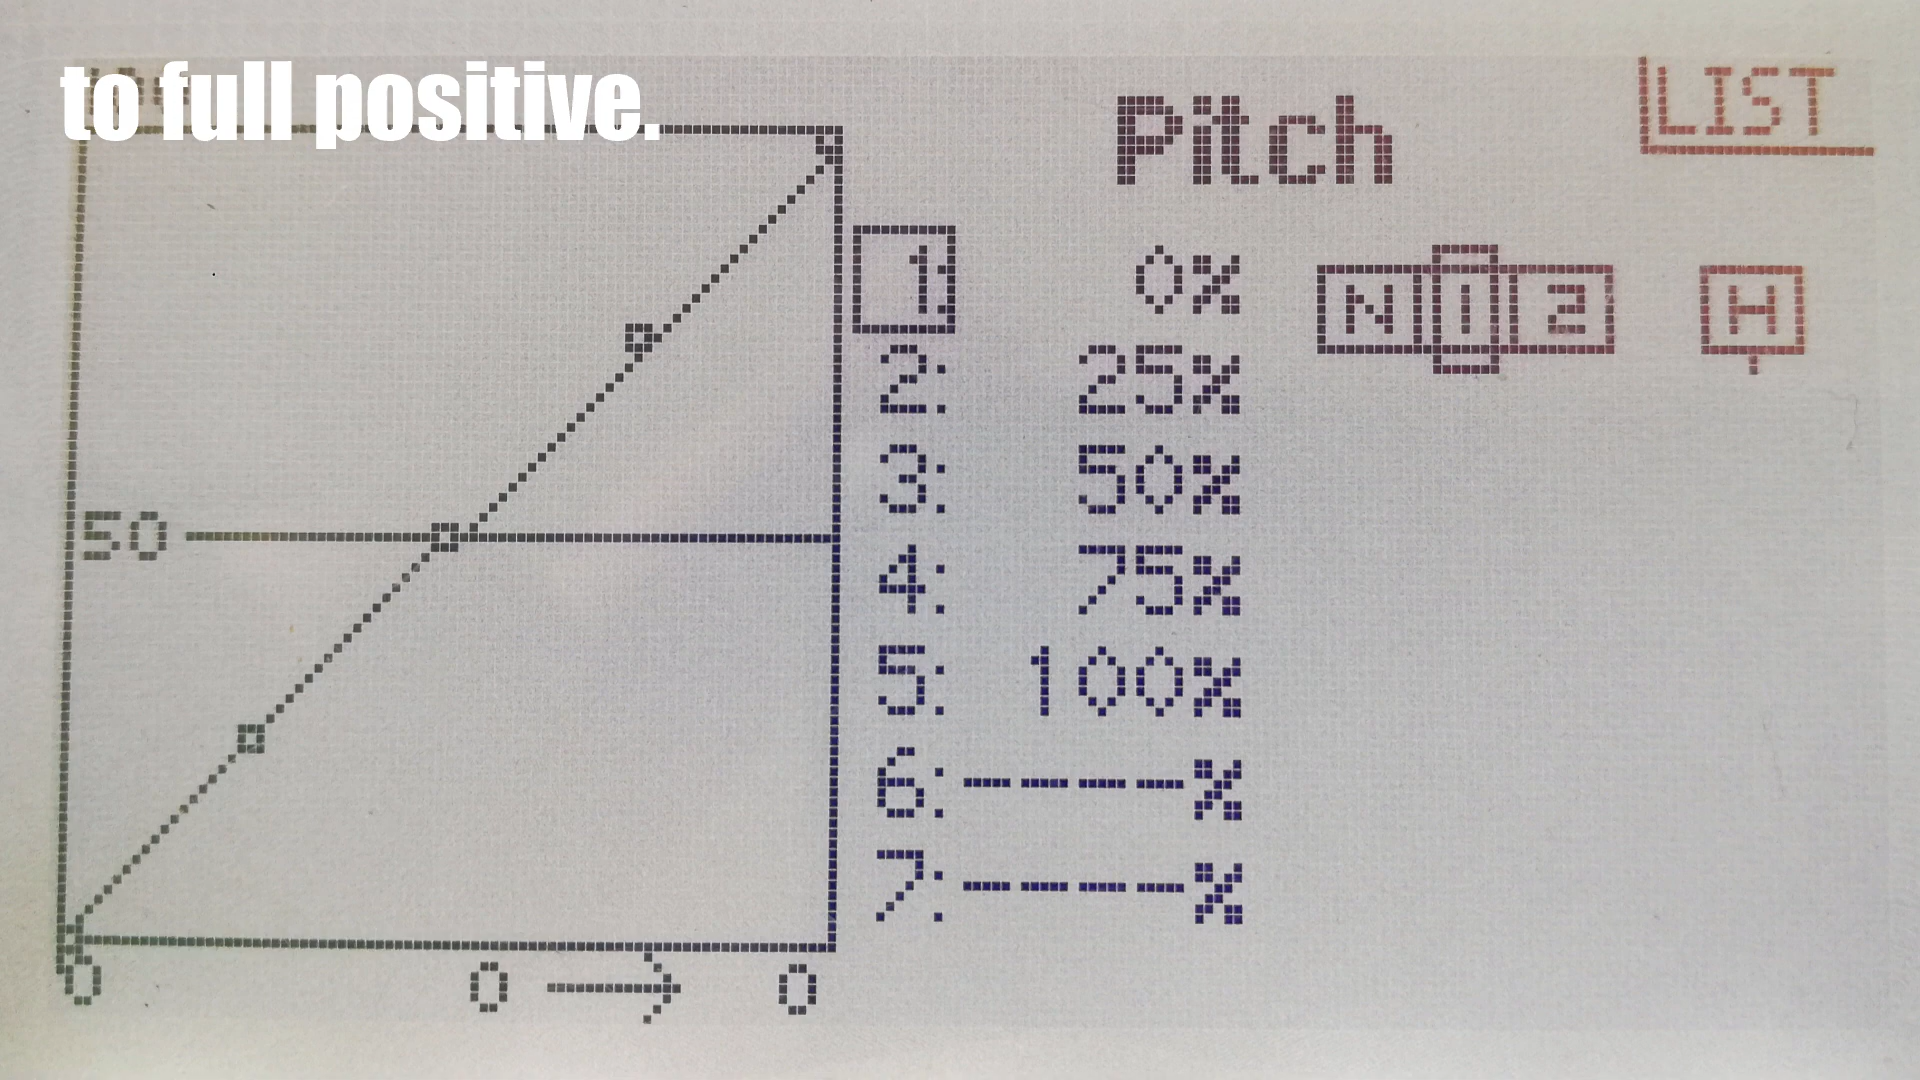 to full positive.
Pitch
LIST
1: 0%
N 1 2 H
2: 25%
3: 50%
50
4: 75%
5: 100%
6:----%
7:----%
0 0 → 0